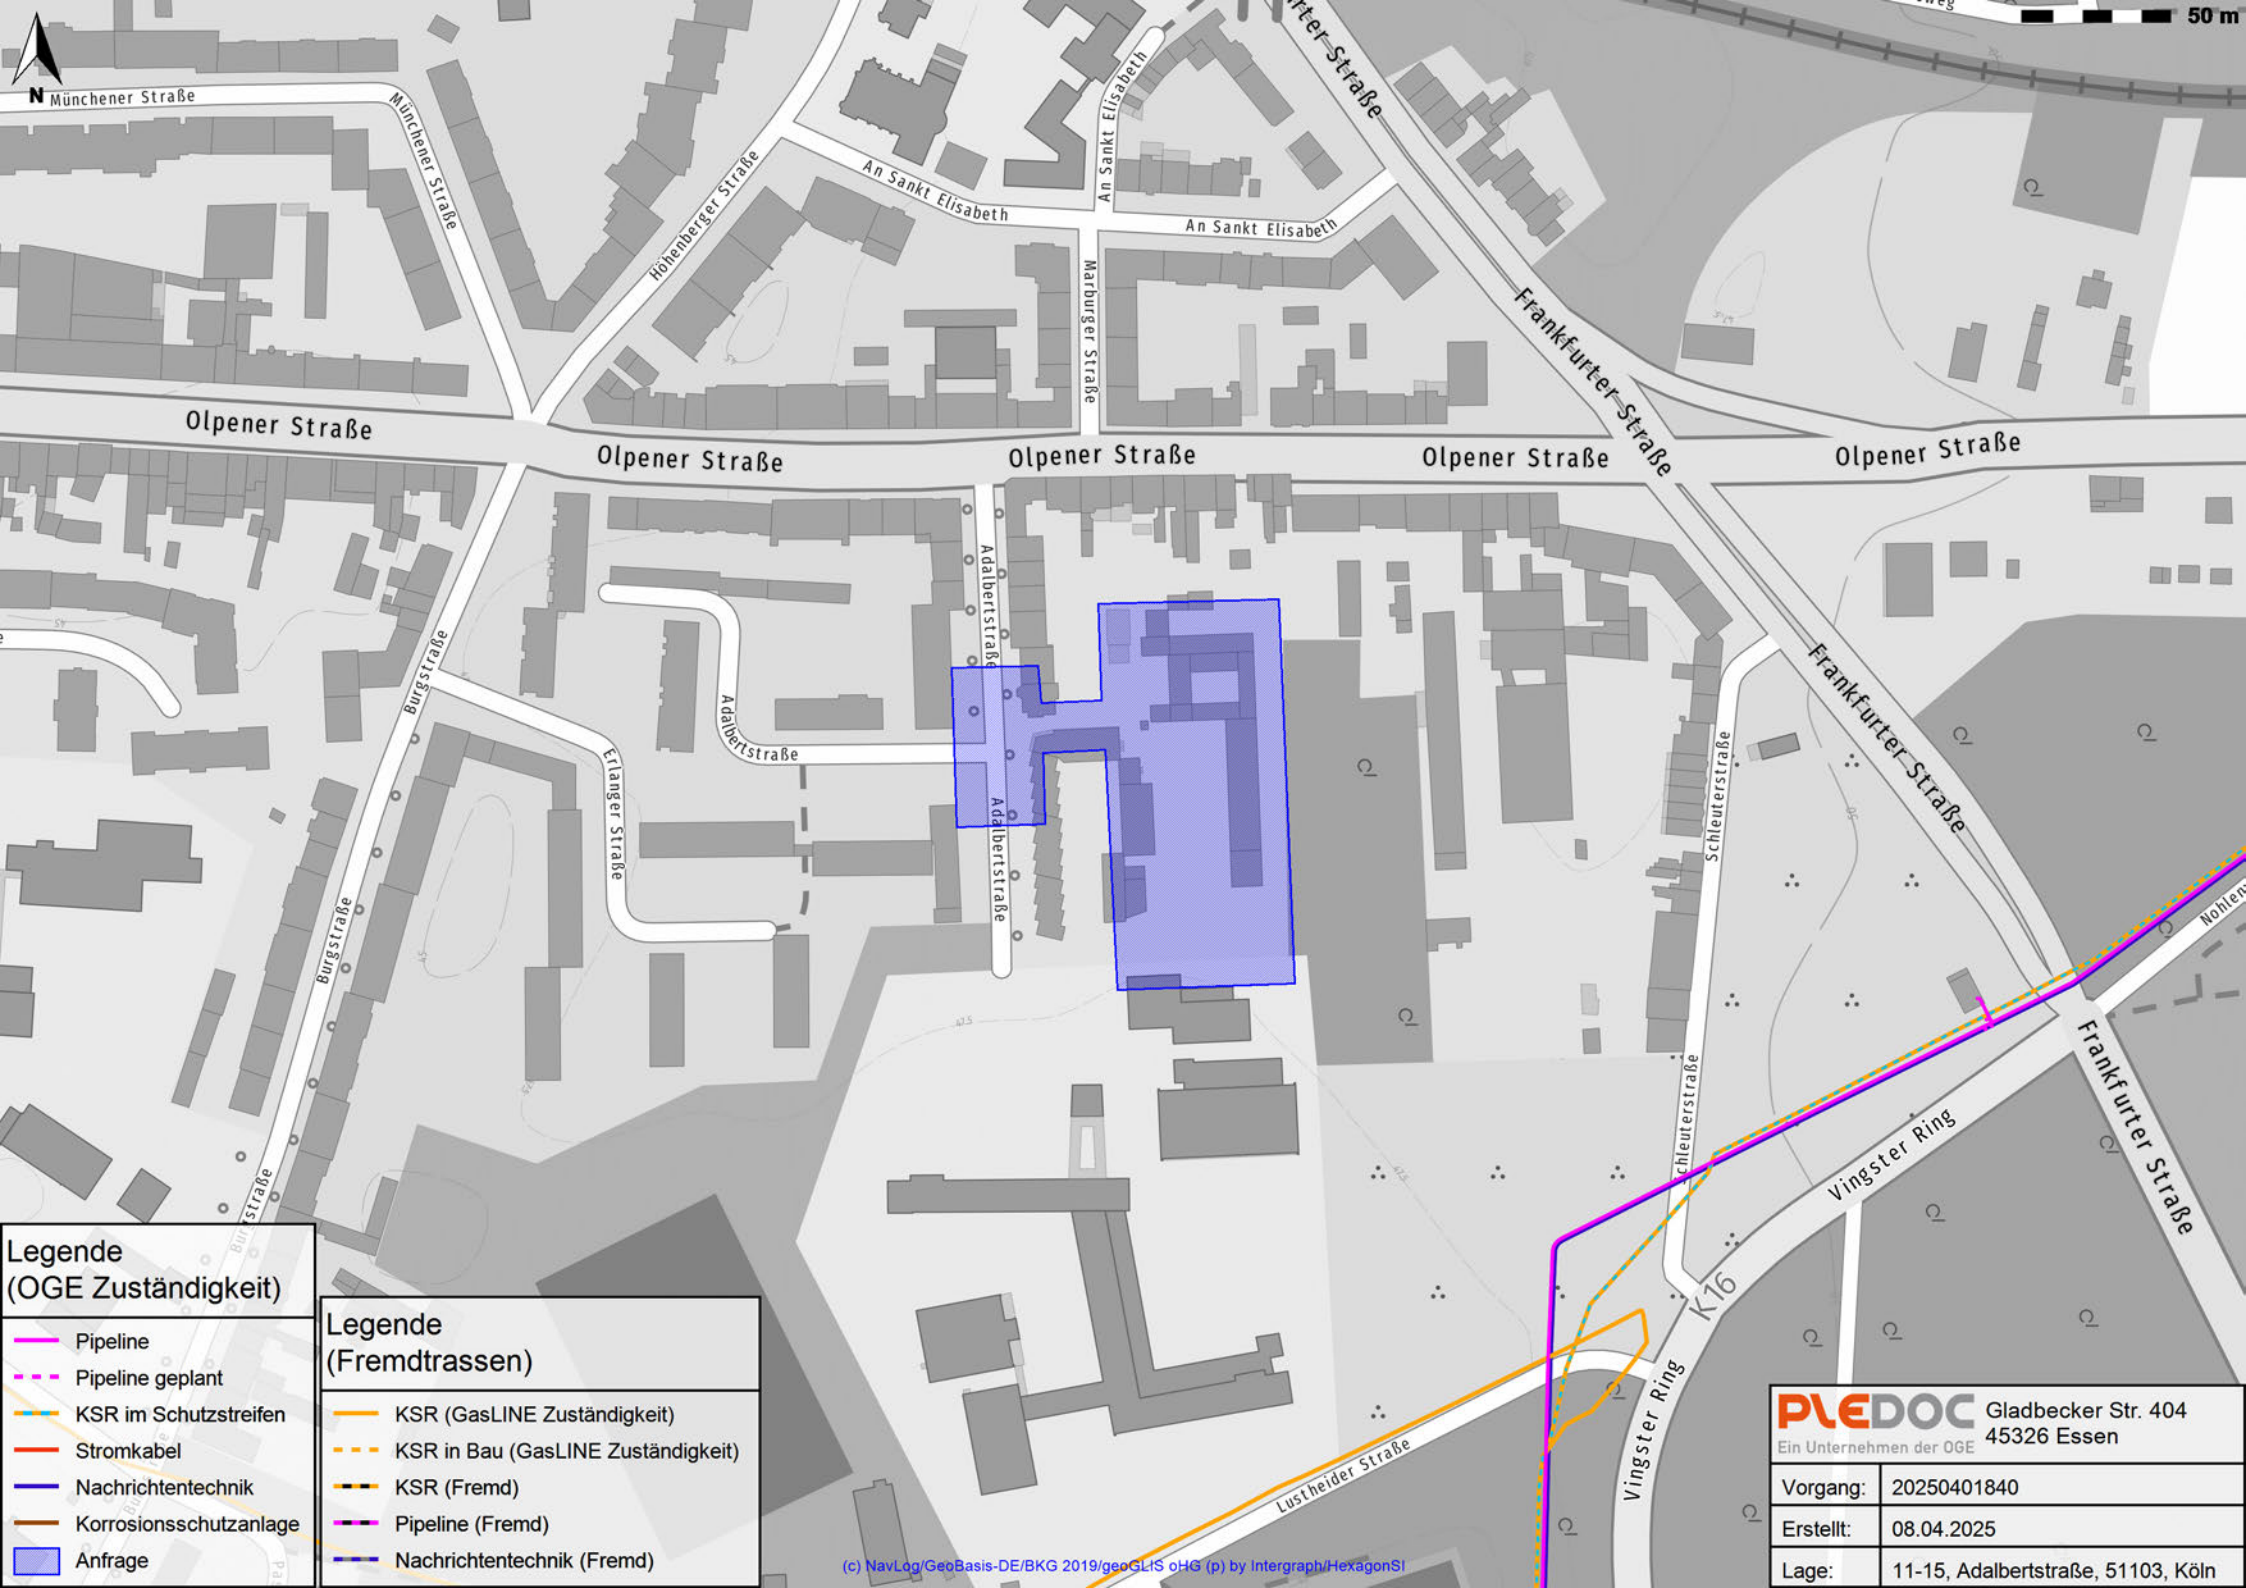 50 m
N
Münchener Straße
Münchener Straße
An Sankt Elisabeth
Frankfurter Straße
Höhenberger Straße
An Sankt Elisabeth
An Sankt Elisabeth
Marburger Straße
Frankfurter Straße
Olpener Straße
Olpener Straße
Olpener Straße
Olpener Straße
Olpener Straße
Adalbertstraße
Burgstraße
Adalbertstraße
Adalbertstraße
Erlanger Straße
Adalbertstraße
Schleuterstraße
Frankfurter Straße
Burgstraße
47.5
Frankfurter Straße
Schleuterstraße
Vingster Ring
Burgstraße
K16
Vingster Ring
Lustheider Straße
Legende
(OGE Zuständigkeit)
Pipeline
Pipeline geplant
KSR im Schutzstreifen
Stromkabel
Nachrichtentechnik
Korrosionsschutzanlage
Anfrage
Legende
(Fremdtrassen)
KSR (GasLINE Zuständigkeit)
KSR in Bau (GasLINE Zuständigkeit)
KSR (Fremd)
Pipeline (Fremd)
Nachrichtentechnik (Fremd)
(c) NavLog/GeoBasis-DE/BKG 2019/geoGLIS oHG (p) by Intergraph/HexagonSI
PLEDOC
Ein Unternehmen der OGE
Gladbecker Str. 404
45326 Essen
Vorgang: 20250401840
Erstellt: 08.04.2025
Lage: 11-15, Adalbertstraße, 51103, Köln